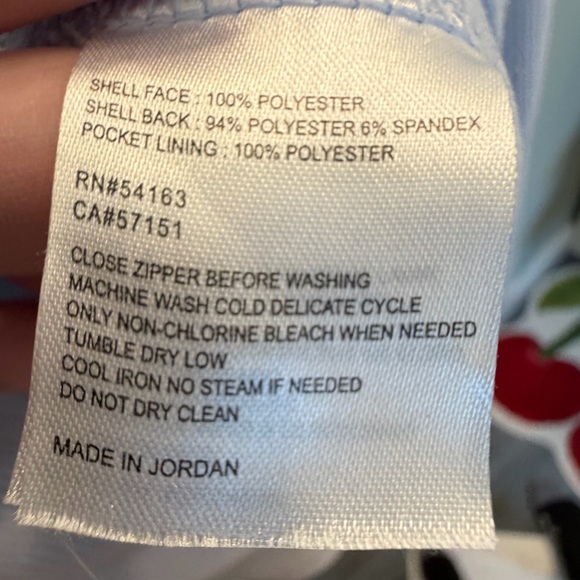 SHELL FACE : 100% POLYESTER
SHELL BACK : 94% POLYESTER 6% SPANDEX
POCKET LINING : 100% POLYESTER
RN#54163
CA#57151
CLOSE ZIPPER BEFORE WASHING
MACHINE WASH COLD DELICATE CYCLE
ONLY NON-CHLORINE BLEACH WHEN NEEDED
TUMBLE DRY LOW
COOL IRON NO STEAM IF NEEDED
DO NOT DRY CLEAN
MADE IN JORDAN